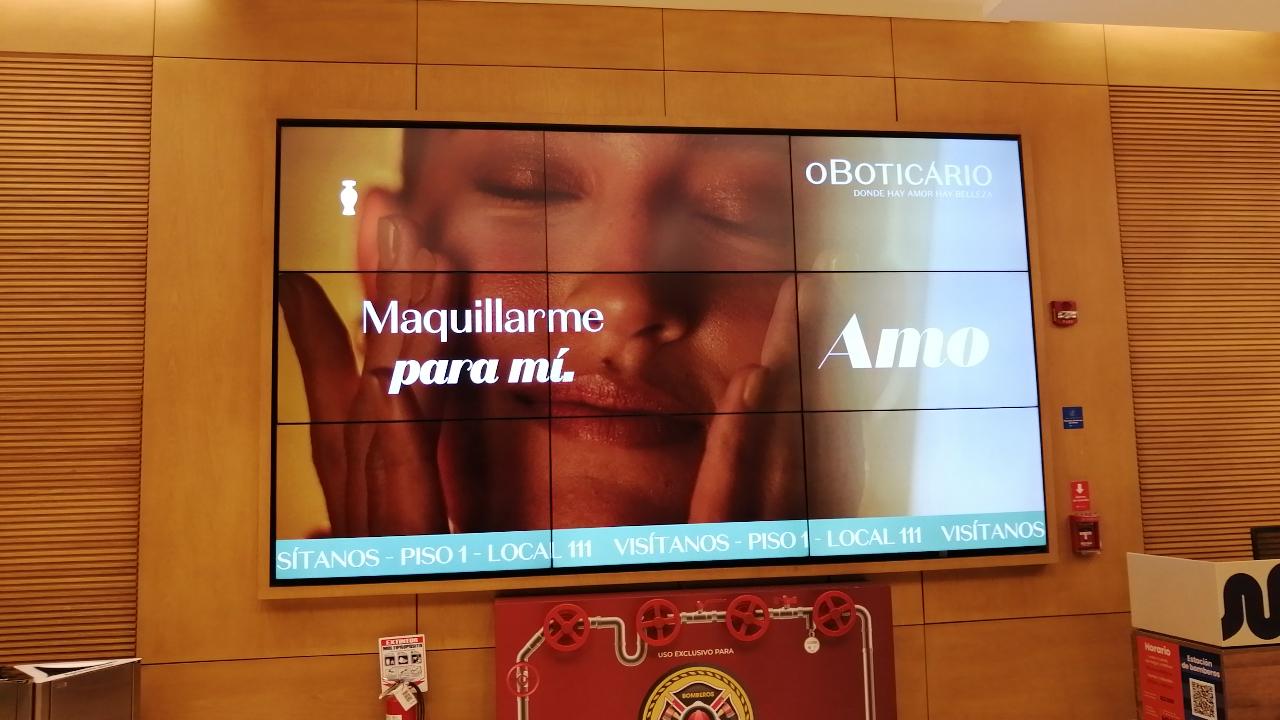 oBOTICÁRIO
DONDE HAY AMOR HAY BELLEZA
Maquillarme
para mí.
Amo
SÍTANOS - PISO 1 - LOCAL 111 VISÍTANOS - PISO 1 - LOCAL 111 VISÍTANOS
EXTINTOR
USO EXCLUSIVO PARA
BOMBEROS
Horario
Estación
de bomberos